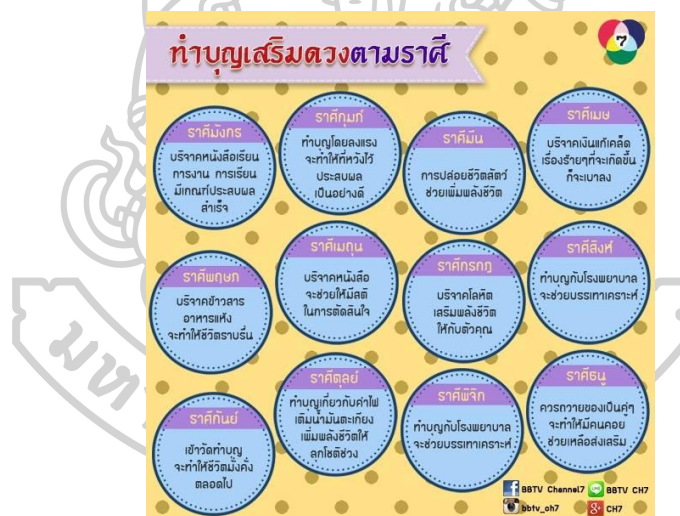 ทำบุญเสริมดวงตามราศี
7
ราศีมังกร
บริจาคหนังสือเรียน
การงาน การเรียน
มีเกณฑ์ประสบผล
สำเร็จ
ราศีกุมภ์
ทำบุญโดยลงแรง
จะทำให้ที่หวังไว้
ประสบผล
เป็นอย่างดี
ราศีมีน
การปล่อยชีวิตสัตว์
ช่วยเพิ่มพลังชีวิต
ราศีเมษ
บริจาคเงินแก้เคล็ด
เรื่องร้ายๆที่จะเกิดขึ้น
ก็จะเบาลง
ราศีพฤษภ
บริจาคข้าวสาร
อาหารแห้ง
จะทำให้ชีวิตราบรื่น
ราศีเมถุน
บริจาคหนังสือ
จะช่วยให้มีสติ
ในการตัดสินใจ
ราศีกรกฎ
บริจาคโลหิต
เสริมพลังชีวิต
ให้กับตัวคุณ
ราศีสิงห์
ทำบุญกับโรงพยาบาล
จะช่วยบรรเทาเคราะห์
ราศีกันย์
เข้าวัดทำบุญ
จะทำให้ชีวิตมั่งคั่ง
ตลอดไป
ราศีตุลย์
ทำบุญเกี่ยวกับค่าไฟ
เติมน้ำมันตะเกียง
เพิ่มพลังชีวิตให้
ลุกโชติช่วง
ราศีพิจิก
ทำบุญกับโรงพยาบาล
จะช่วยบรรเทาเคราะห์
ราศีธนู
ควรถวายของเป็นคู่ๆ
จะทำให้มีคนคอย
ช่วยเหลือส่งเสริม
BBTV Channel7 BBTV CH7
bbtv_ch7 CH7